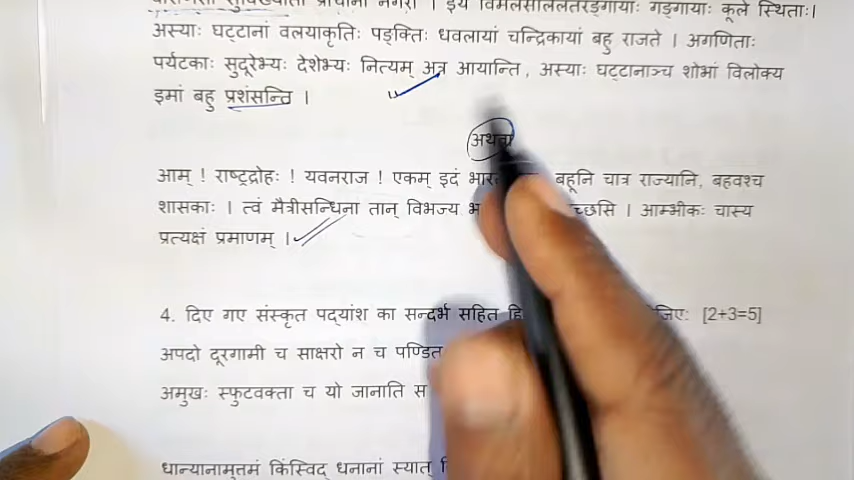 वाराणसी सुविख्याता प्राचीना नगरी । इयं विमलसलिलतरङ्गायाः गङ्गायाः कूले स्थिताः।
अस्याः घट्टानां वलयाकृतिः पङ्क्तिः धवलायां चन्द्रिकायां बहु राजते । अगणिताः
पर्यटकाः सुदूरेभ्यः देशेभ्यः नित्यम् अत्र आयान्ति , अस्याः घट्टानाञ्च शोभां विलोक्य
इमां बहु प्रशंसन्ति ।
अथवा
आम् ! राष्ट्रद्रोहः ! यवनराज ! एकम् इदं बहूनि चात्र राज्यानि, बहवश्च
शासकाः । त्वं मैत्रीसन्धिना तान् विभज्य । आम्भीकः चास्य
प्रत्यक्षं प्रमाणम् ।
4. दिए गए संस्कृत पद्यांश का सन्दर्भ सहित [2+3=5]
अपदो दूरगामी च साक्षरो न च
अमुखः स्फुटवक्ता च यो जानाति
धान्यानामुत्तमं किंस्विद् धनानां स्यात्